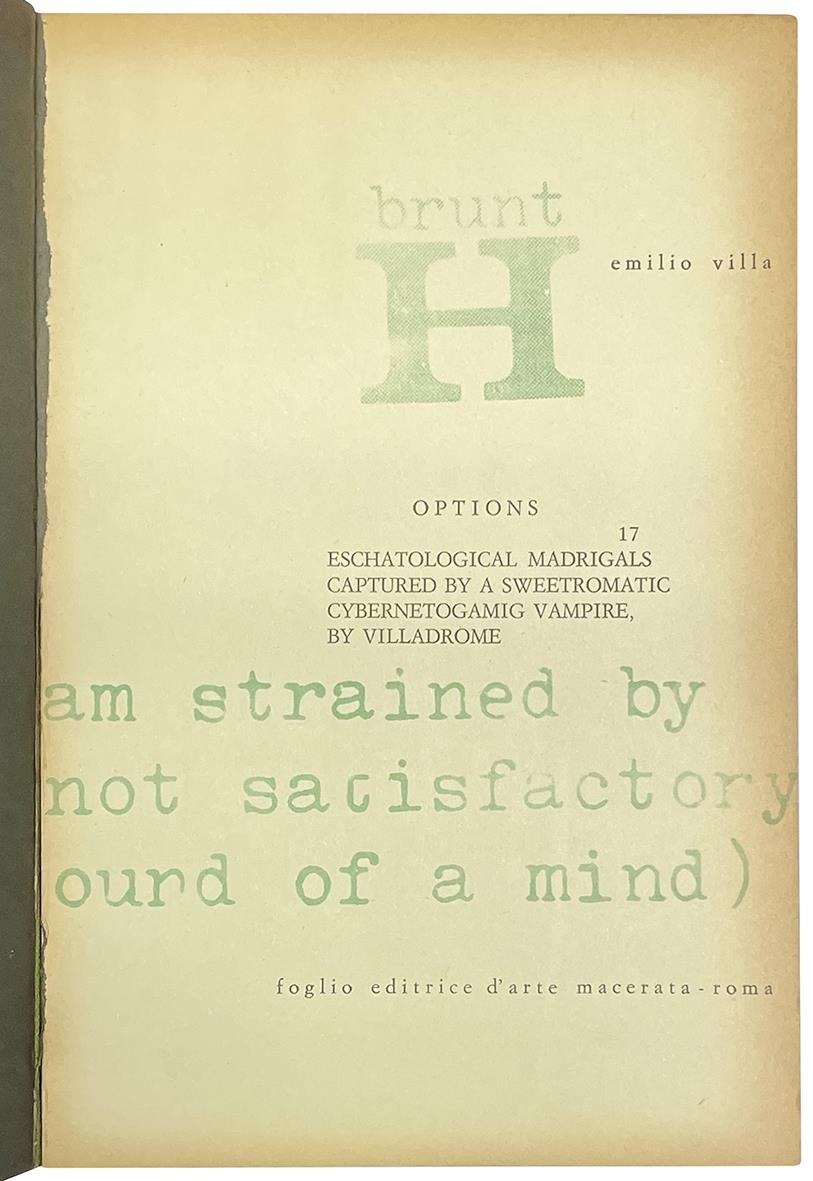 brunt
H
emilio villa
OPTIONS
17
ESCHATOLOGICAL MADRIGALS
CAPTURED BY A SWEETROMATIC
CYBERNETOGAMIG VAMPIRE,
BY VILLADROME
am strained by
not satisfactory
ound of a mind)
foglio editrice d'arte macerata-roma